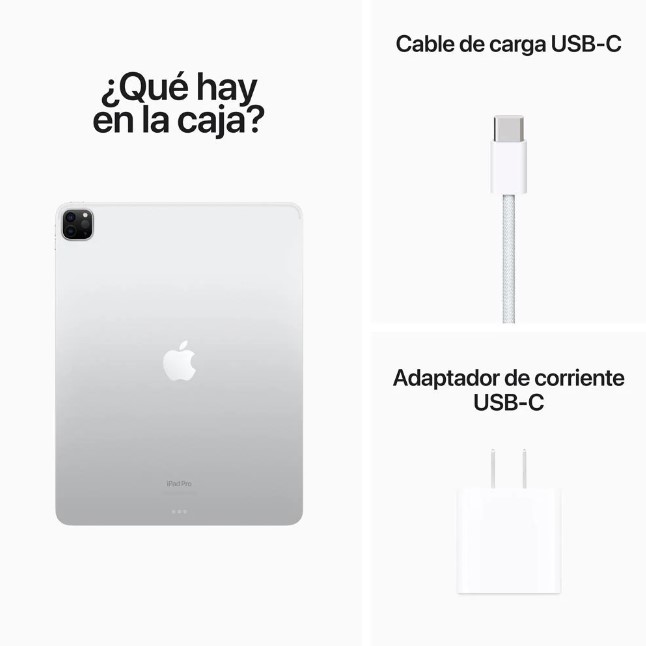 ¿Qué hay
en la caja?
iPad Pro
Cable de carga USB-C
Adaptador de corriente
USB-C